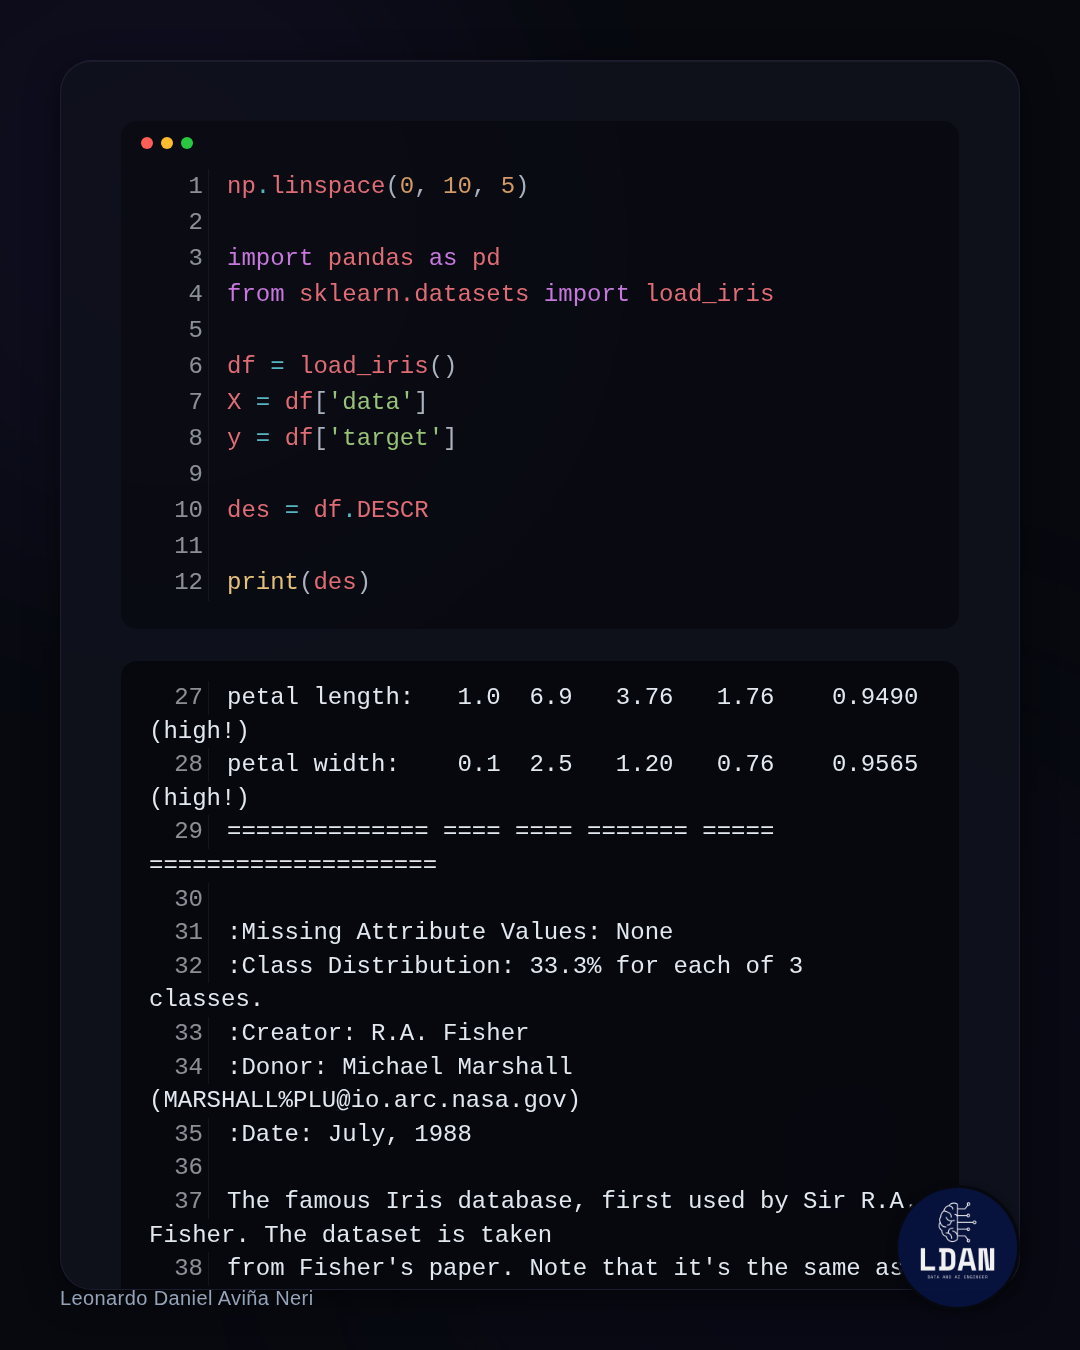 1 np.linspace(0, 10, 5)
2
3 import pandas as pd
4 from sklearn.datasets import load_iris
5
6 df = load_iris()
7 X = df['data']
8 y = df['target']
9
10 des = df.DESCR
11
12 print(des)
27 petal length:   1.0  6.9   3.76   1.76    0.9490
(high!)
28 petal width:    0.1  2.5   1.20   0.76    0.9565
(high!)
29 ============== ==== ==== ======= =====
====================
30
31 :Missing Attribute Values: None
32 :Class Distribution: 33.3% for each of 3
classes.
33 :Creator: R.A. Fisher
34 :Donor: Michael Marshall
(MARSHALL%PLU@io.arc.nasa.gov)
35 :Date: July, 1988
36
37 The famous Iris database, first used by Sir R.A.
Fisher. The dataset is taken
38 from Fisher's paper. Note that it's the same as
LDAN
DATA AND AI ENGINEER
Leonardo Daniel Aviña Neri